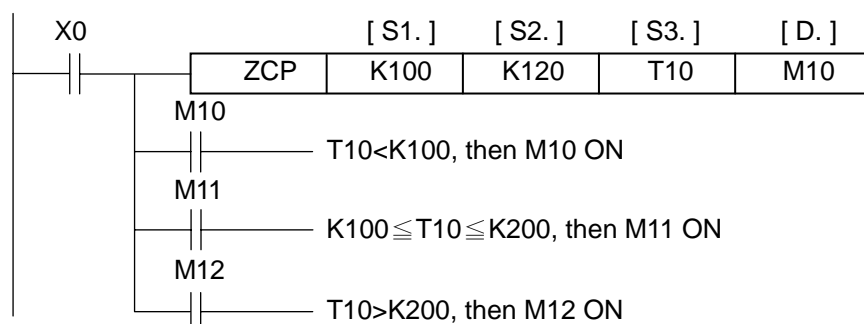 X0 [ S1. ] [ S2. ] [ S3. ] [ D. ]
ZCP K100 K120 T10 M10
M10
T10<K100, then M10 ON
M11
K100≦T10≦K200, then M11 ON
M12
T10>K200, then M12 ON